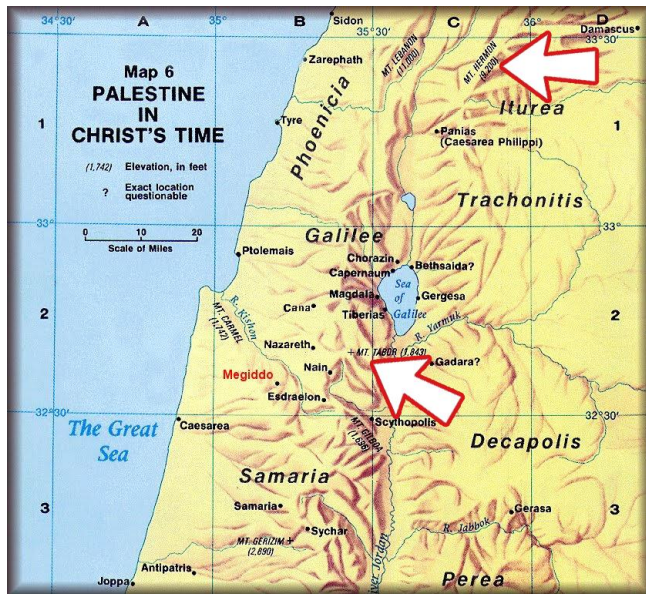 A
B
C
D
34°30'
35°
35°30'
36°
33°30'
Sidon
Damascus
Zarephath
MT. LEBANON
(11,000)
MT. HERMON
(9,200)
Map 6
PALESTINE
IN
CHRIST'S TIME
(1,742) Elevation, in feet
? Exact location
questionable
0 10 20
Scale of Miles
1
1
Iturea
Tyre
Phoenicia
Panias
(Caesarea Philippi)
Trachonitis
33°
33°
Galilee
Ptolemais
Chorazin
Capernaum
Bethsaida?
Magdala
Sea
of
Galilee
Gergesa
Cana
Tiberias
2
2
R. Kishon
MT. CARMEL
(1,742)
R. Yarmuk
Nazareth
+ MT. TABOR (1,843)
Nain
Gadara?
Megiddo
Esdraelon
32°30'
32°30'
The Great
Sea
Caesarea
Scythopolis
MT. GILBOA
(1,696)
Decapolis
Samaria
3
3
Samaria
Gerasa
Sychar
R. Jabbok
MT. GERIZIM +
(2,890)
Antipatris
River Jordan
Joppa
Perea